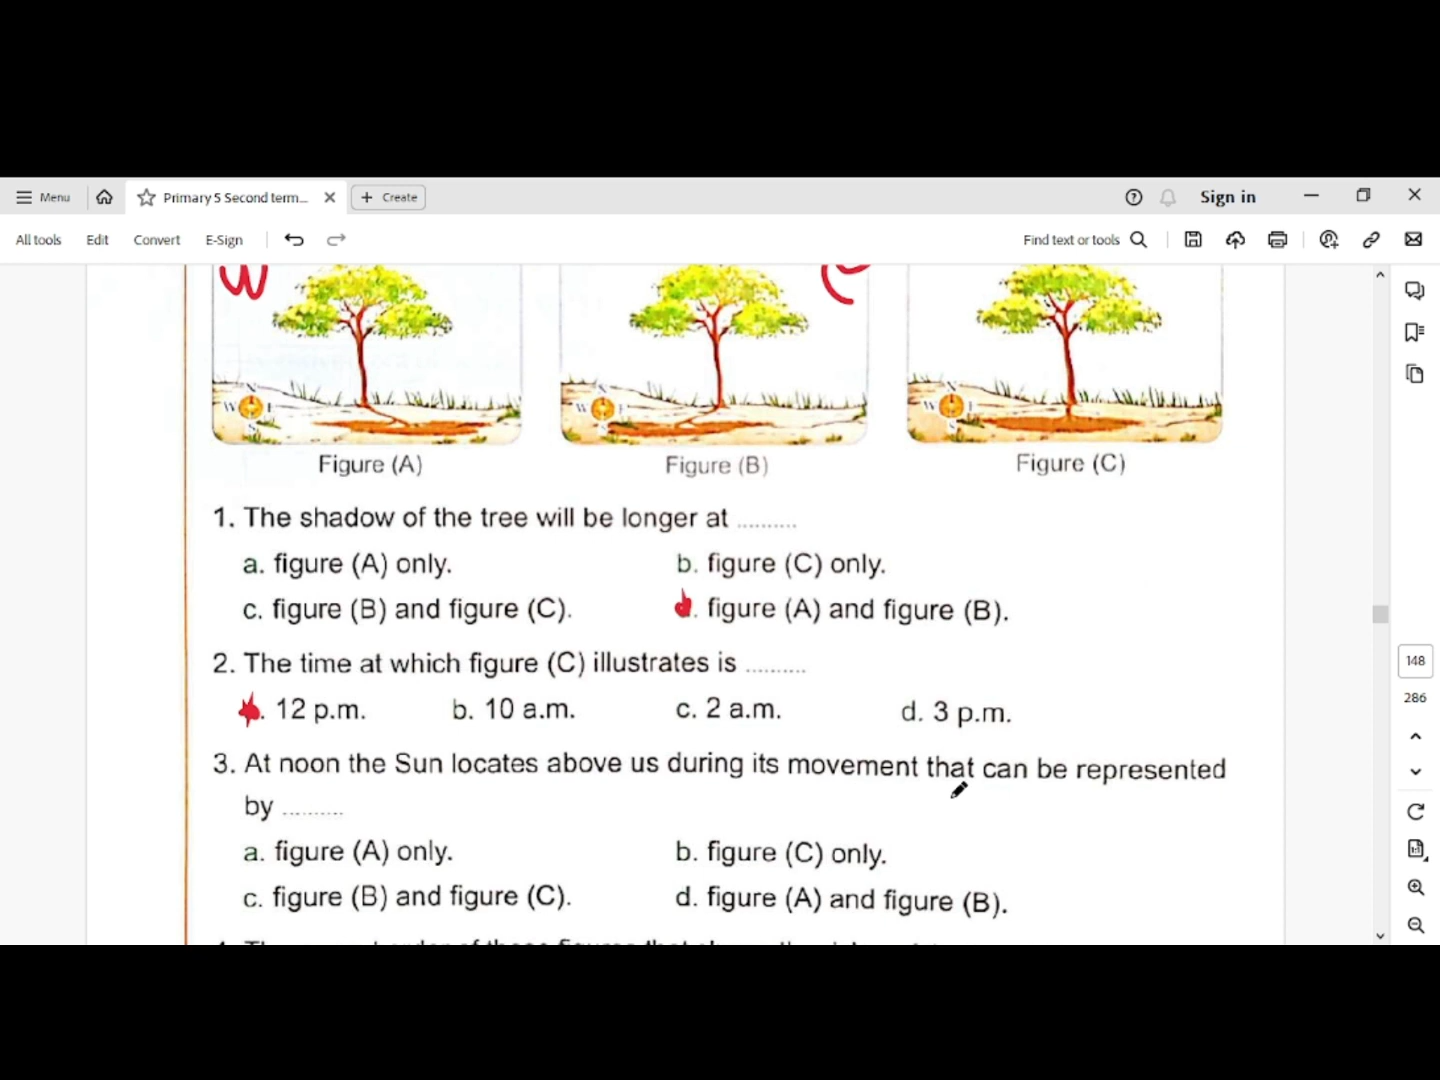 Menu
Primary 5 Second term...
Create
Sign in
All tools
Edit
Convert
E-Sign
Find text or tools
W
N
W E
S
N
W E
S
N
W E
S
Figure (A)
Figure (B)
Figure (C)
1. The shadow of the tree will be longer at ..........
a. figure (A) only.
b. figure (C) only.
c. figure (B) and figure (C).
figure (A) and figure (B).
2. The time at which figure (C) illustrates is ..........
12 p.m.
b. 10 a.m.
c. 2 a.m.
d. 3 p.m.
3. At noon the Sun locates above us during its movement that can be represented
by ..........
a. figure (A) only.
b. figure (C) only.
c. figure (B) and figure (C).
d. figure (A) and figure (B).
148
286